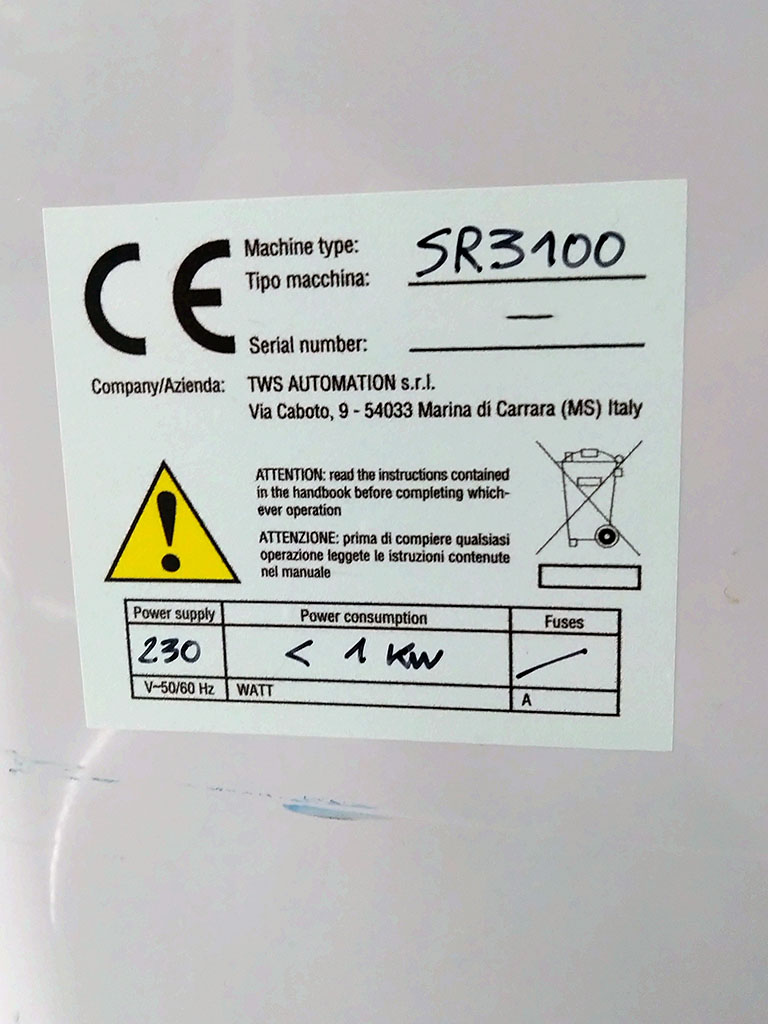 CE
Machine type: SR3100
Tipo macchina:
Serial number: —
Company/Azienda: TWS AUTOMATION s.r.l.
Via Caboto, 9 - 54033 Marina di Carrara (MS) Italy
ATTENTION: read the instructions contained
in the handbook before completing which-
ever operation
ATTENZIONE: prima di compiere qualsiasi
operazione leggete le istruzioni contenute
nel manuale
Power supply Power consumption Fuses
230 < 1 KW
V~50/60 Hz WATT A